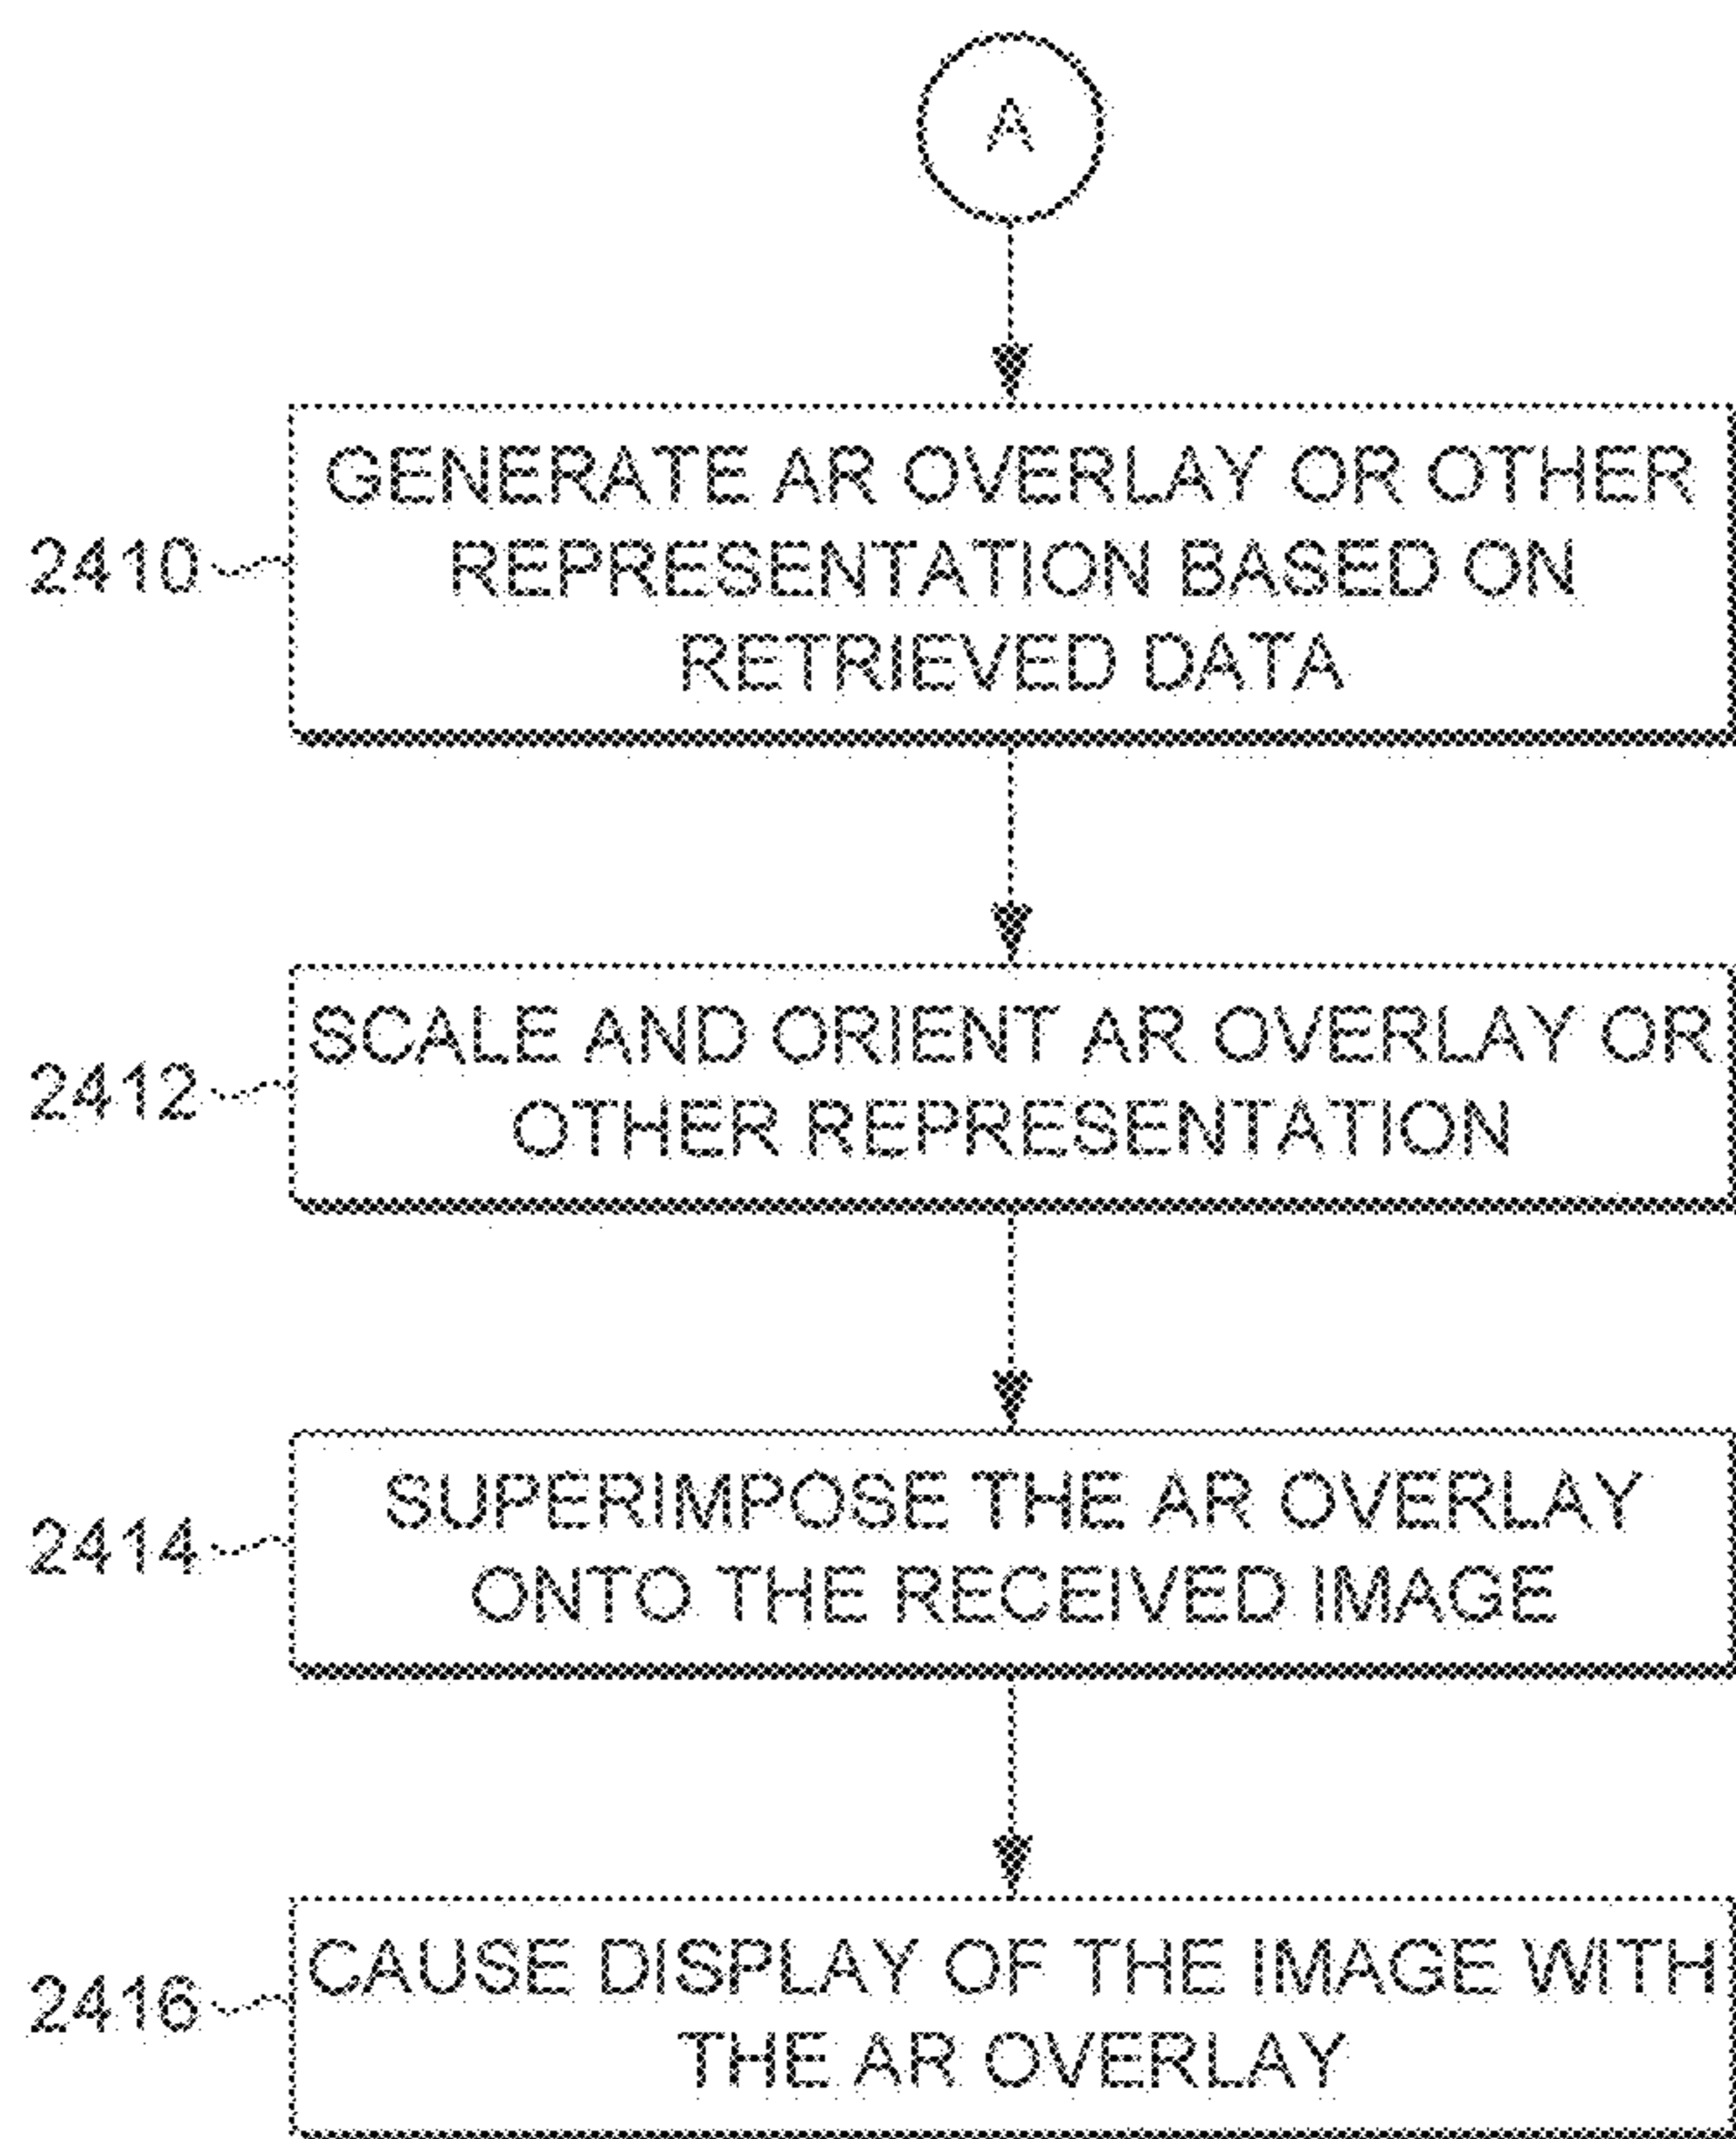 A
GENERATE AR OVERLAY OR OTHER
2410
REPRESENTATION BASED ON
RETRIEVED DATA
SCALE AND ORIENT AR OVERLAY OR
2412
OTHER REPRESENTATION
SUPERIMPOSE THE AR OVERLAY
2414
ONTO THE RECEIVED IMAGE
CAUSE DISPLAY OF THE IMAGE WITH
2416
THE AR OVERLAY